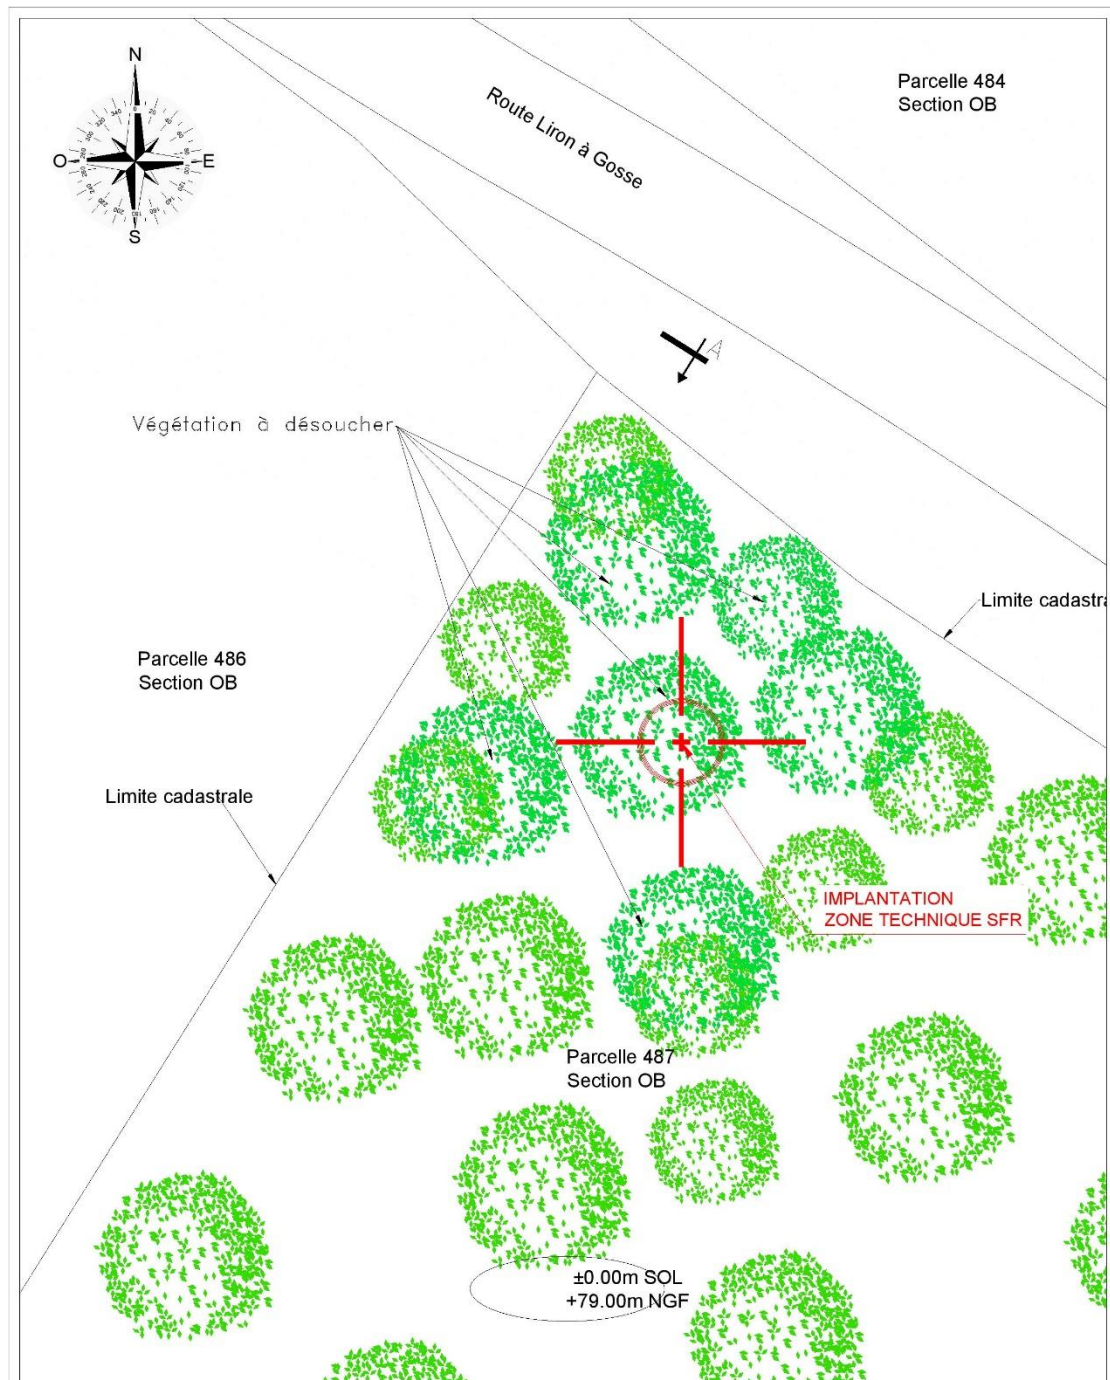 N
O
E
S
Parcelle 484
Section OB
Route Liron à Gosse
A
Végétation à désoucher
Limite cadastra
Parcelle 486
Section OB
Limite cadastrale
IMPLANTATION
ZONE TECHNIQUE SFR
Parcelle 487
Section OB
±0.00m SOL
+79.00m NGF